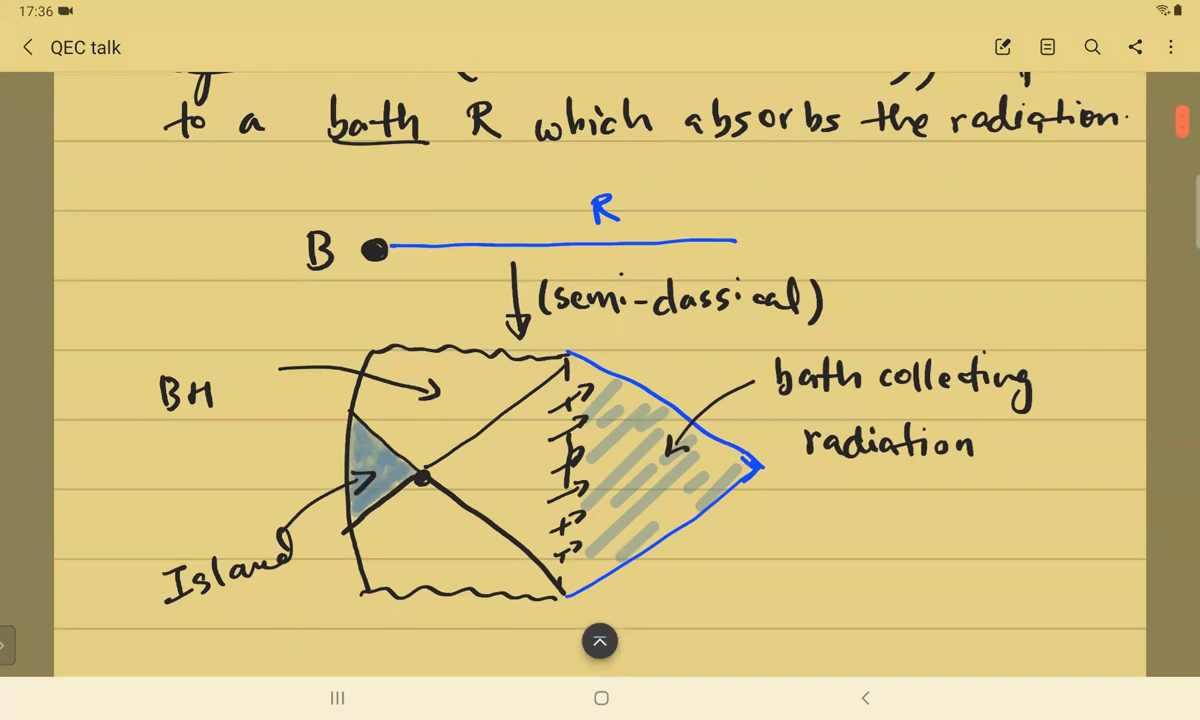 17:36
QEC talk
to a bath R which absorbs the radiation.
R
B
(semi-classical)
BH
bath collecting
radiation
Island